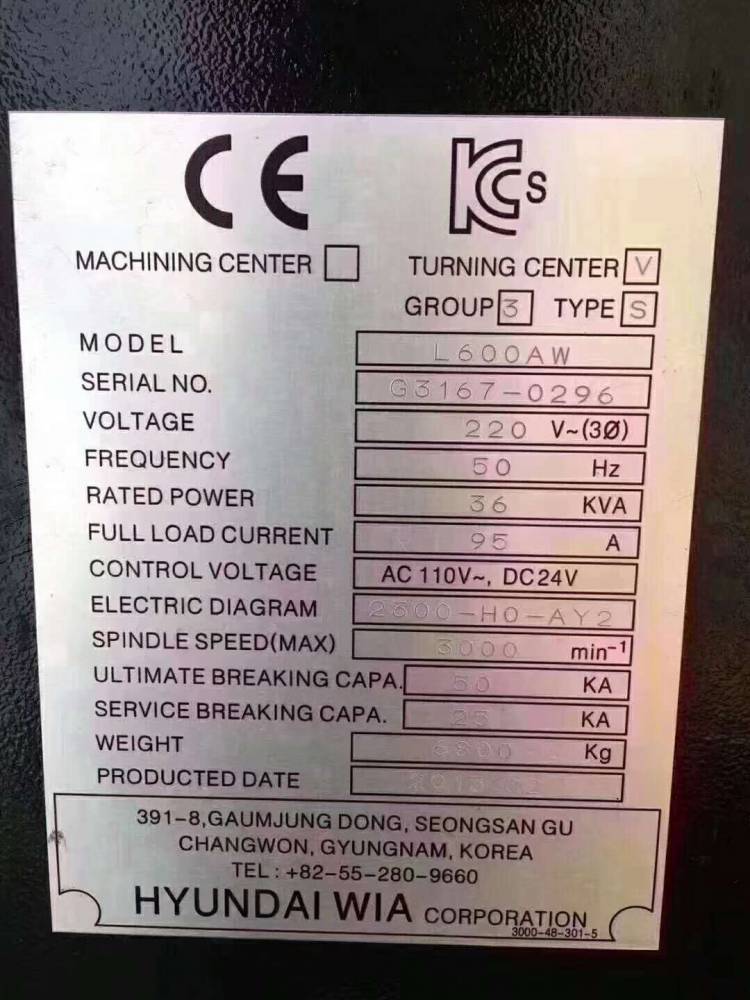 CE KCs
MACHINING CENTER TURNING CENTER V
GROUP 3 TYPE S
MODEL L600AW
SERIAL NO. G3167-0296
VOLTAGE 220 V~(3Ø)
FREQUENCY 50 Hz
RATED POWER 36 KVA
FULL LOAD CURRENT 95 A
CONTROL VOLTAGE AC 110V~, DC24V
ELECTRIC DIAGRAM
SPINDLE SPEED(MAX) 3000 min-1
ULTIMATE BREAKING CAPA. 50 KA
SERVICE BREAKING CAPA. 25 KA
WEIGHT Kg
PRODUCTED DATE
391-8,GAUMJUNG DONG, SEONGSAN GU
CHANGWON, GYUNGNAM, KOREA
TEL : +82-55-280-9660
HYUNDAI WIA CORPORATION
3000-48-301-5